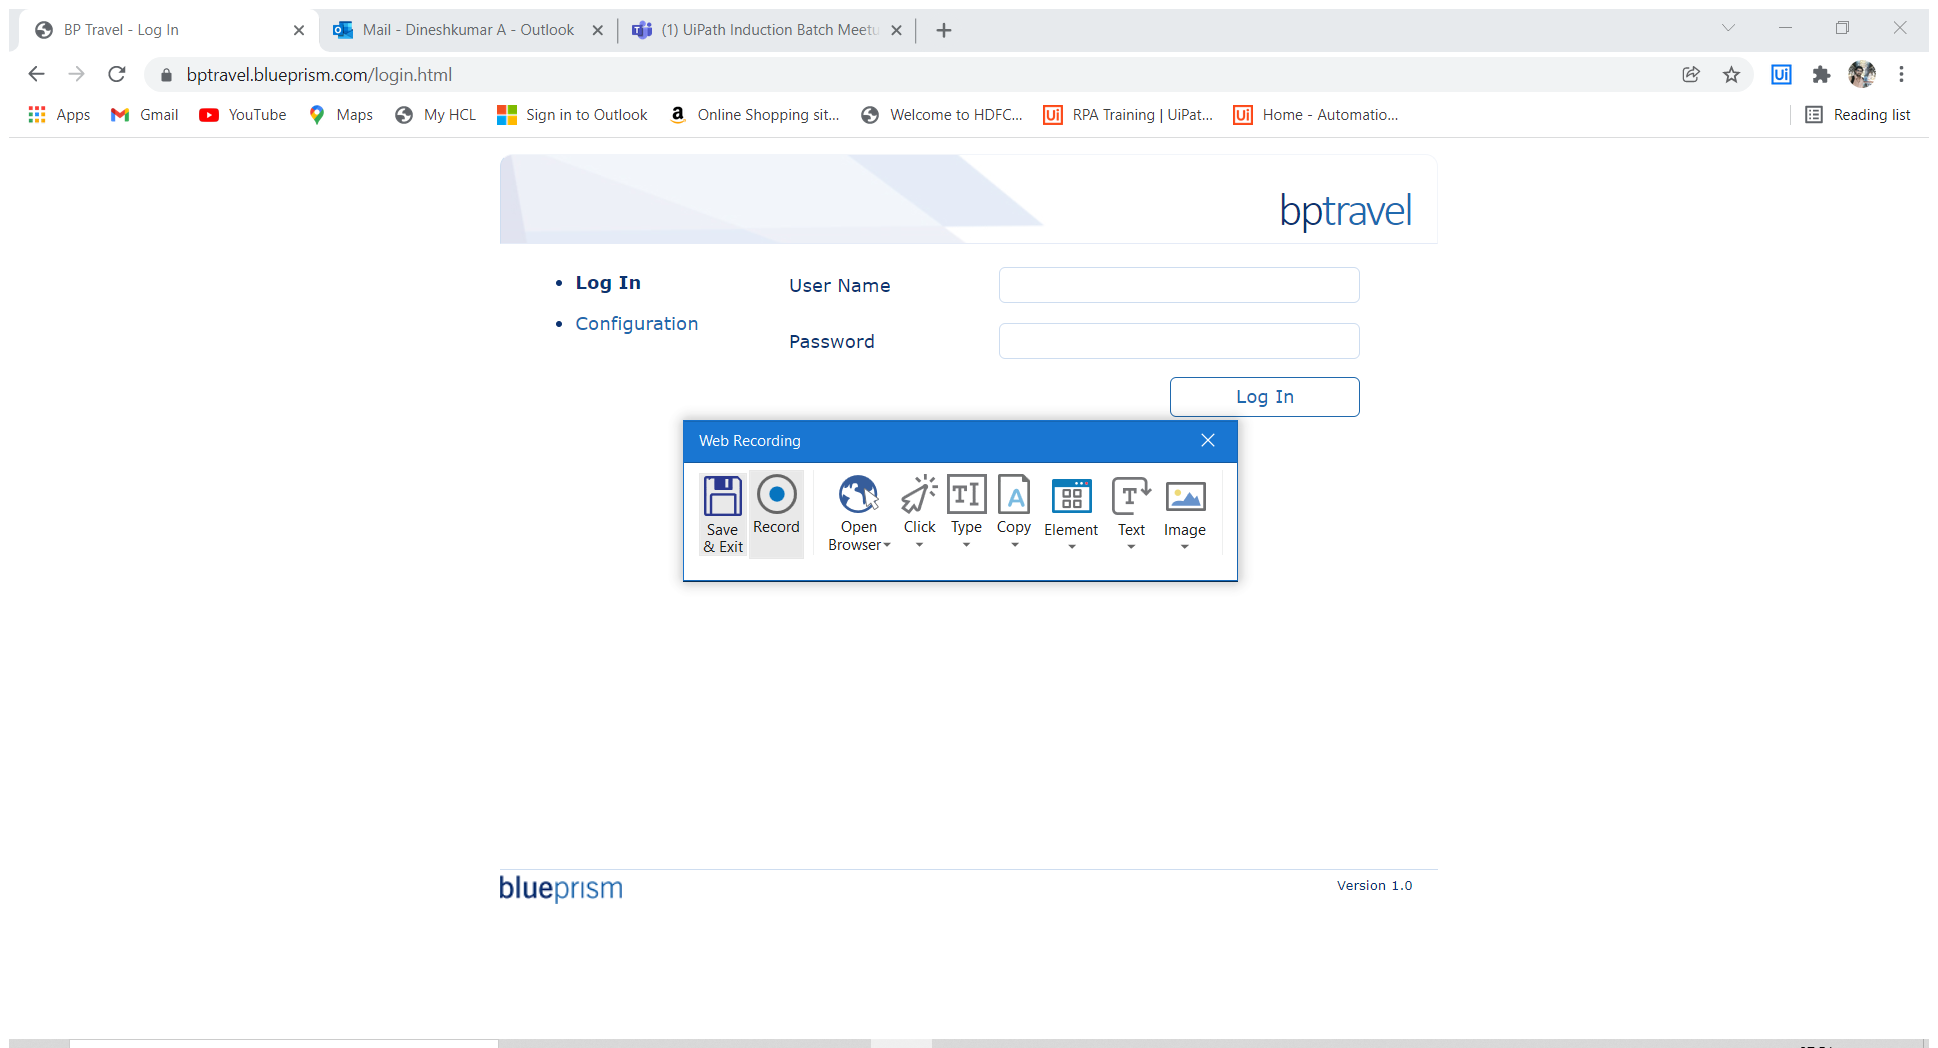 BP Travel - Log In
Mail - Dineshkumar A - Outlook
(1) UiPath Induction Batch Meetu
bptravel.blueprism.com/login.html
Ui
Apps
Gmail
YouTube
Maps
My HCL
Sign in to Outlook
a Online Shopping sit...
Welcome to HDFC...
Ui RPA Training | UiPat...
Ui Home - Automatio...
Reading list
bptravel
Log In
Configuration
User Name
Password
Log In
Web Recording
Save & Exit
Record
Open Browser
Click
Type
Copy
Element
Text
Image
blueprism
Version 1.0